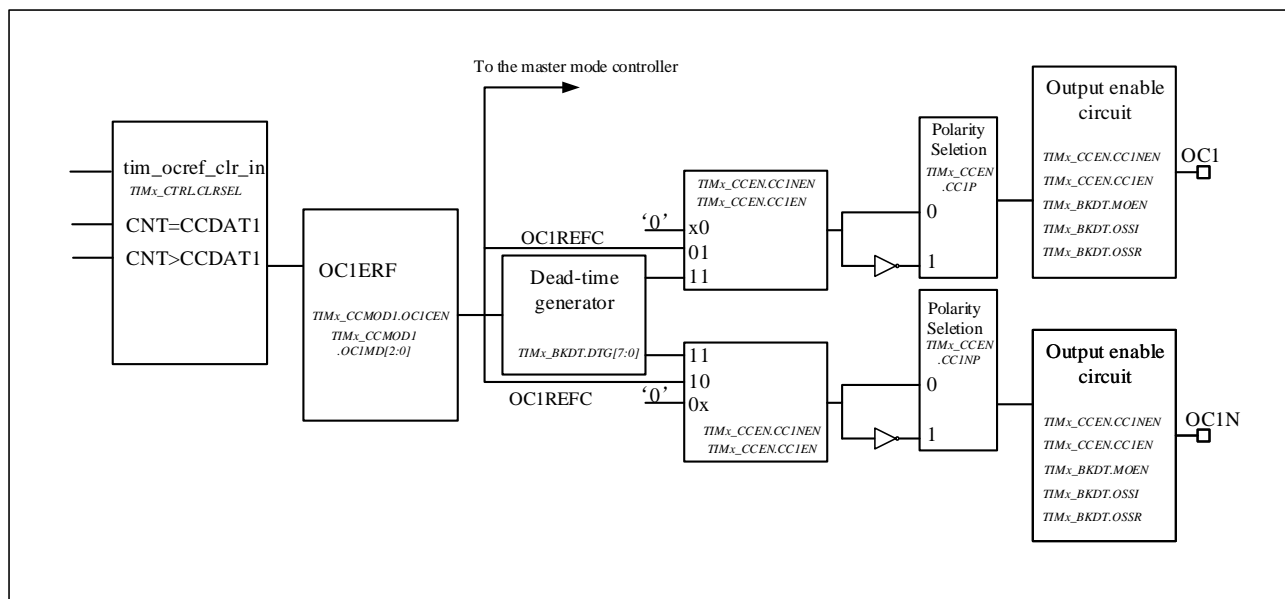 To the master mode controller
tim_ocref_clr_in
TIMx_CTRL.CLRSEL
CNT=CCDAT1
CNT>CCDAT1
OC1ERF
TIMx_CCMOD1.OC1CEN
TIMx_CCMOD1
.OC1MD[2:0]
OC1REFC
Dead-time
generator
TIMx_BKDT.DTG[7:0]
OC1REFC
TIMx_CCEN.CC1NEN
TIMx_CCEN.CC1EN
‘0’
x0
01
11
11
10
‘0’
0x
TIMx_CCEN.CC1NEN
TIMx_CCEN.CC1EN
Polarity
Seletion
TIMx_CCEN
.CC1P
0
1
Polarity
Seletion
TIMx_CCEN
.CC1NP
0
1
Output enable
circuit
TIMx_CCEN.CC1NEN
TIMx_CCEN.CC1EN
TIMx_BKDT.MOEN
TIMx_BKDT.OSSI
TIMx_BKDT.OSSR
OC1
Output enable
circuit
TIMx_CCEN.CC1NEN
TIMx_CCEN.CC1EN
TIMx_BKDT.MOEN
TIMx_BKDT.OSSI
TIMx_BKDT.OSSR
OC1N